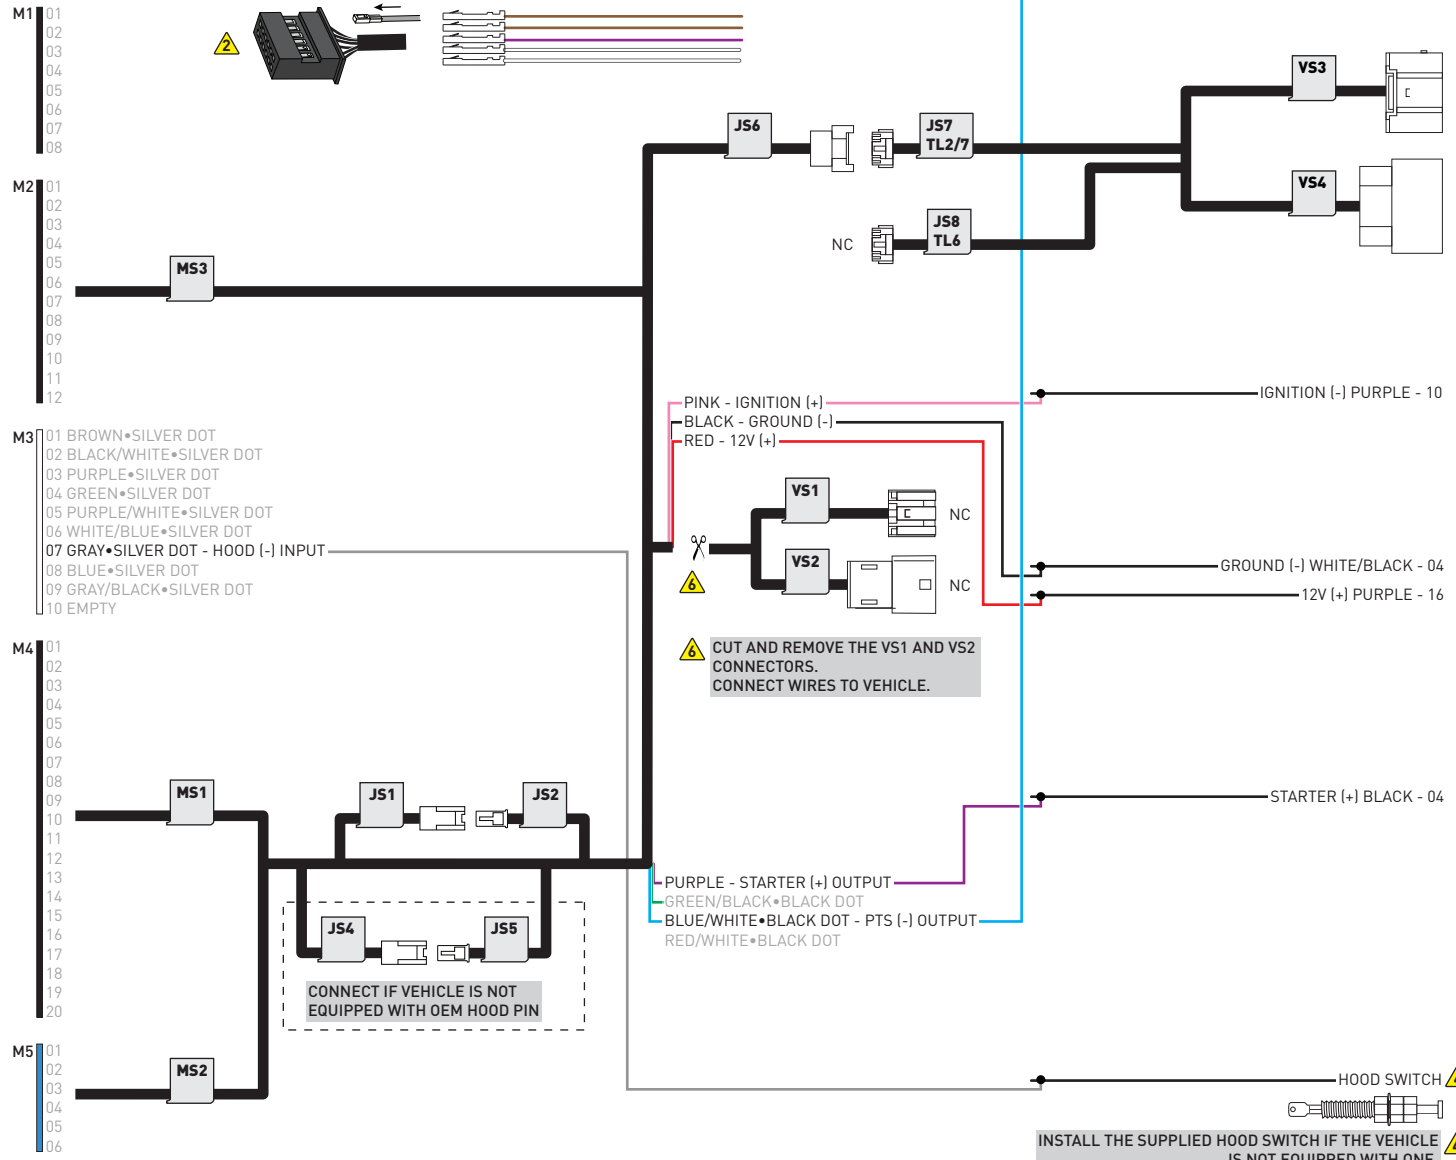 M1 01
02
03
04
05
06
07
08
2
VS3
JS6
JS7
TL2/7
M2 01
02
03
04
05
06
07
08
09
10
11
12
VS4
JS8
TL6
NC
MS3
PINK - IGNITION (+)
BLACK - GROUND (-)
RED - 12V (+)
IGNITION (-) PURPLE - 10
M3 01 BROWN•SILVER DOT
02 BLACK/WHITE•SILVER DOT
03 PURPLE•SILVER DOT
04 GREEN•SILVER DOT
05 PURPLE/WHITE•SILVER DOT
06 WHITE/BLUE•SILVER DOT
07 GRAY•SILVER DOT - HOOD (-) INPUT
08 BLUE•SILVER DOT
09 GRAY/BLACK•SILVER DOT
10 EMPTY
VS1
NC
VS2
NC
6
GROUND (-) WHITE/BLACK - 04
12V (+) PURPLE - 16
6 CUT AND REMOVE THE VS1 AND VS2
CONNECTORS.
CONNECT WIRES TO VEHICLE.
M4 01
02
03
04
05
06
07
08
09
10
11
12
13
14
15
16
17
18
19
20
MS1
JS1
JS2
STARTER (+) BLACK - 04
PURPLE - STARTER (+) OUTPUT
GREEN/BLACK•BLACK DOT
BLUE/WHITE•BLACK DOT - PTS (-) OUTPUT
RED/WHITE•BLACK DOT
JS4
JS5
CONNECT IF VEHICLE IS NOT
EQUIPPED WITH OEM HOOD PIN
M5 01
02
03
04
05
06
MS2
HOOD SWITCH
INSTALL THE SUPPLIED HOOD SWITCH IF THE VEHICLE
IS NOT EQUIPPED WITH ONE.